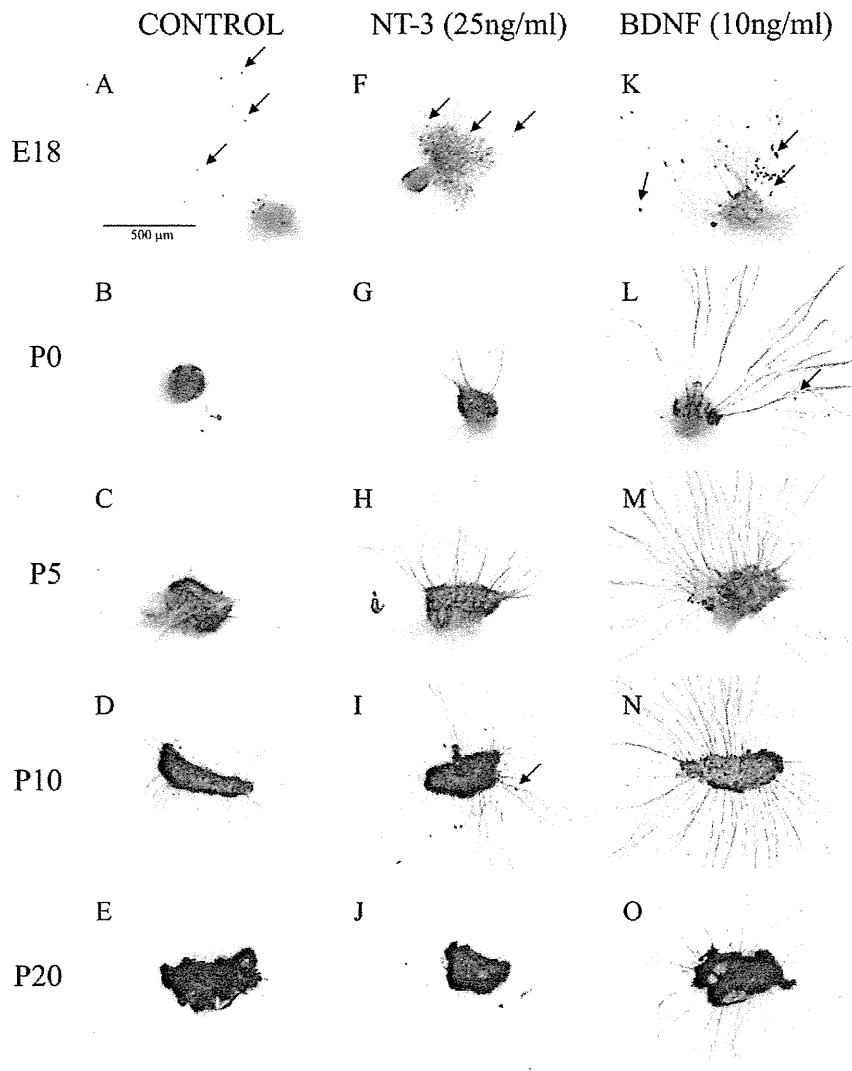 CONTROL NT-3 (25ng/ml) BDNF (10ng/ml)
A F K
E18
500 µm
B G L
P0
C H M
P5
D I N
P10
E J O
P20